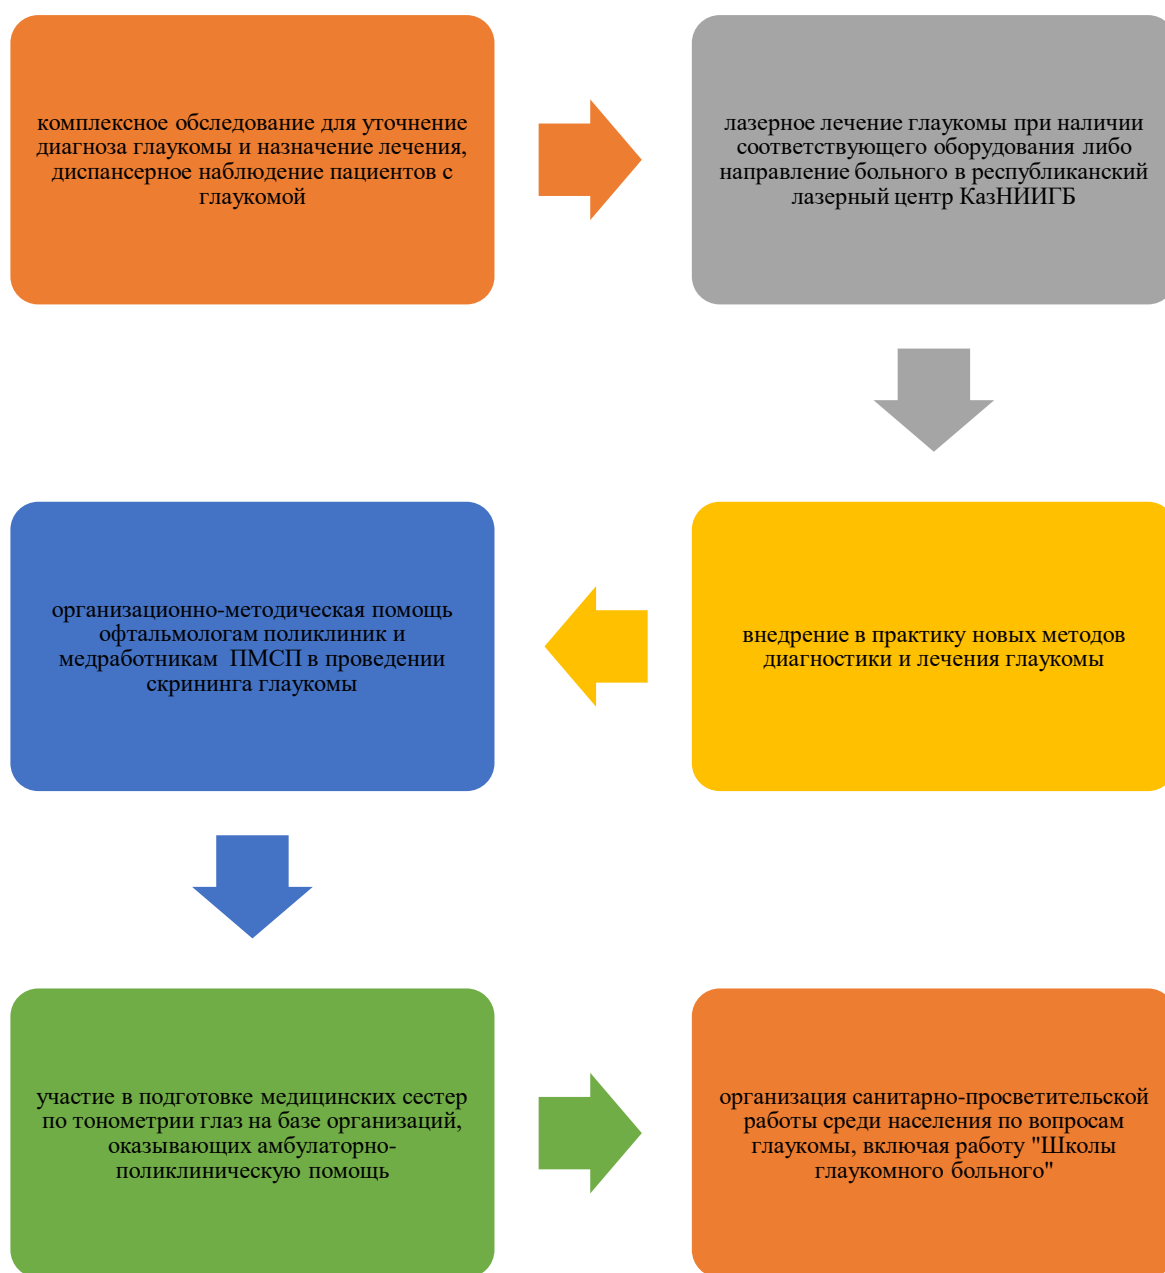 комплексное обследование для уточнение
диагноза глаукомы и назначение лечения,
диспансерное наблюдение пациентов с
глаукомой
лазерное лечение глаукомы при наличии
соответствующего оборудования либо
направление больного в республиканский
лазерный центр КазНИИГБ
внедрение в практику новых методов
диагностики и лечения глаукомы
организационно-методическая помощь
офтальмологам поликлиник и
медработникам ПМСП в проведении
скрининга глаукомы
участие в подготовке медицинских сестер
по тонометрии глаз на базе организаций,
оказывающих амбулаторно-
поликлиническую помощь
организация санитарно-просветительской
работы среди населения по вопросам
глаукомы, включая работу "Школы
глаукомного больного"